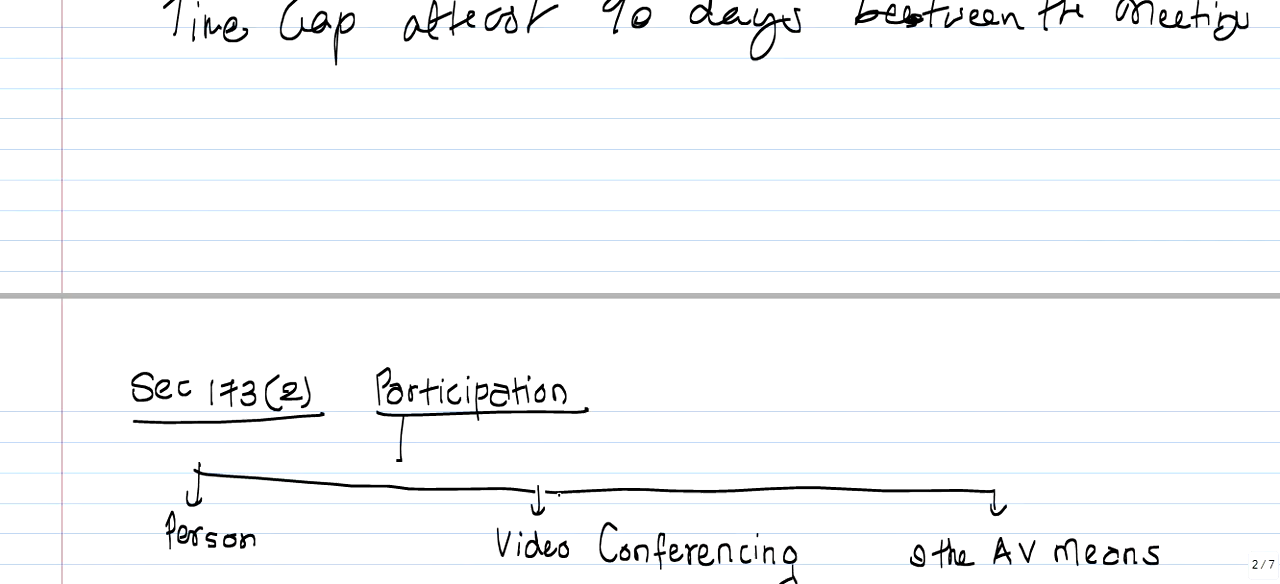 Time Gap atleast 90 days between the Meeting
Sec 173(2) Participation
Person Video Conferencing othe AV Means
2/7